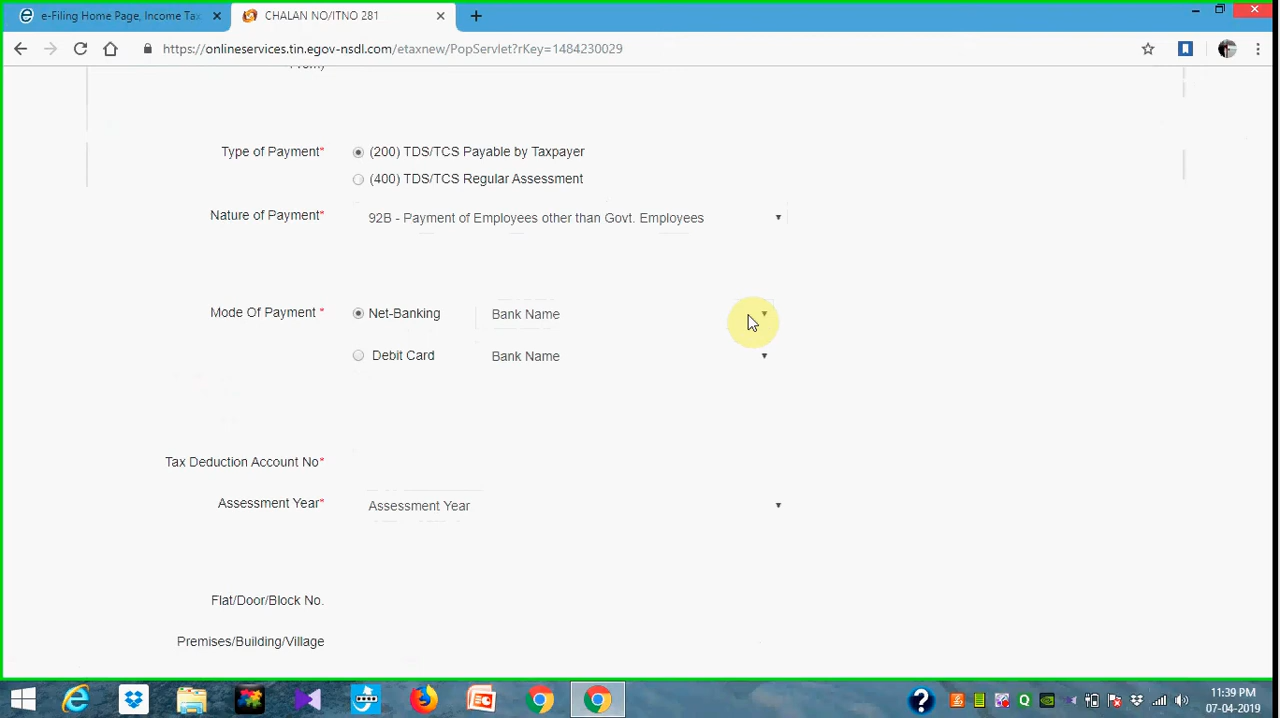 e-Filing Home Page, Income Tax
CHALAN NO/ITNO 281
https://onlineservices.tin.egov-nsdl.com/etaxnew/PopServlet?rKey=1484230029
Type of Payment*
(200) TDS/TCS Payable by Taxpayer
(400) TDS/TCS Regular Assessment
Nature of Payment*
92B - Payment of Employees other than Govt. Employees
Mode Of Payment *
Net-Banking
Bank Name
Debit Card
Bank Name
Tax Deduction Account No*
Assessment Year*
Assessment Year
Flat/Door/Block No.
Premises/Building/Village
11:39 PM
07-04-2019